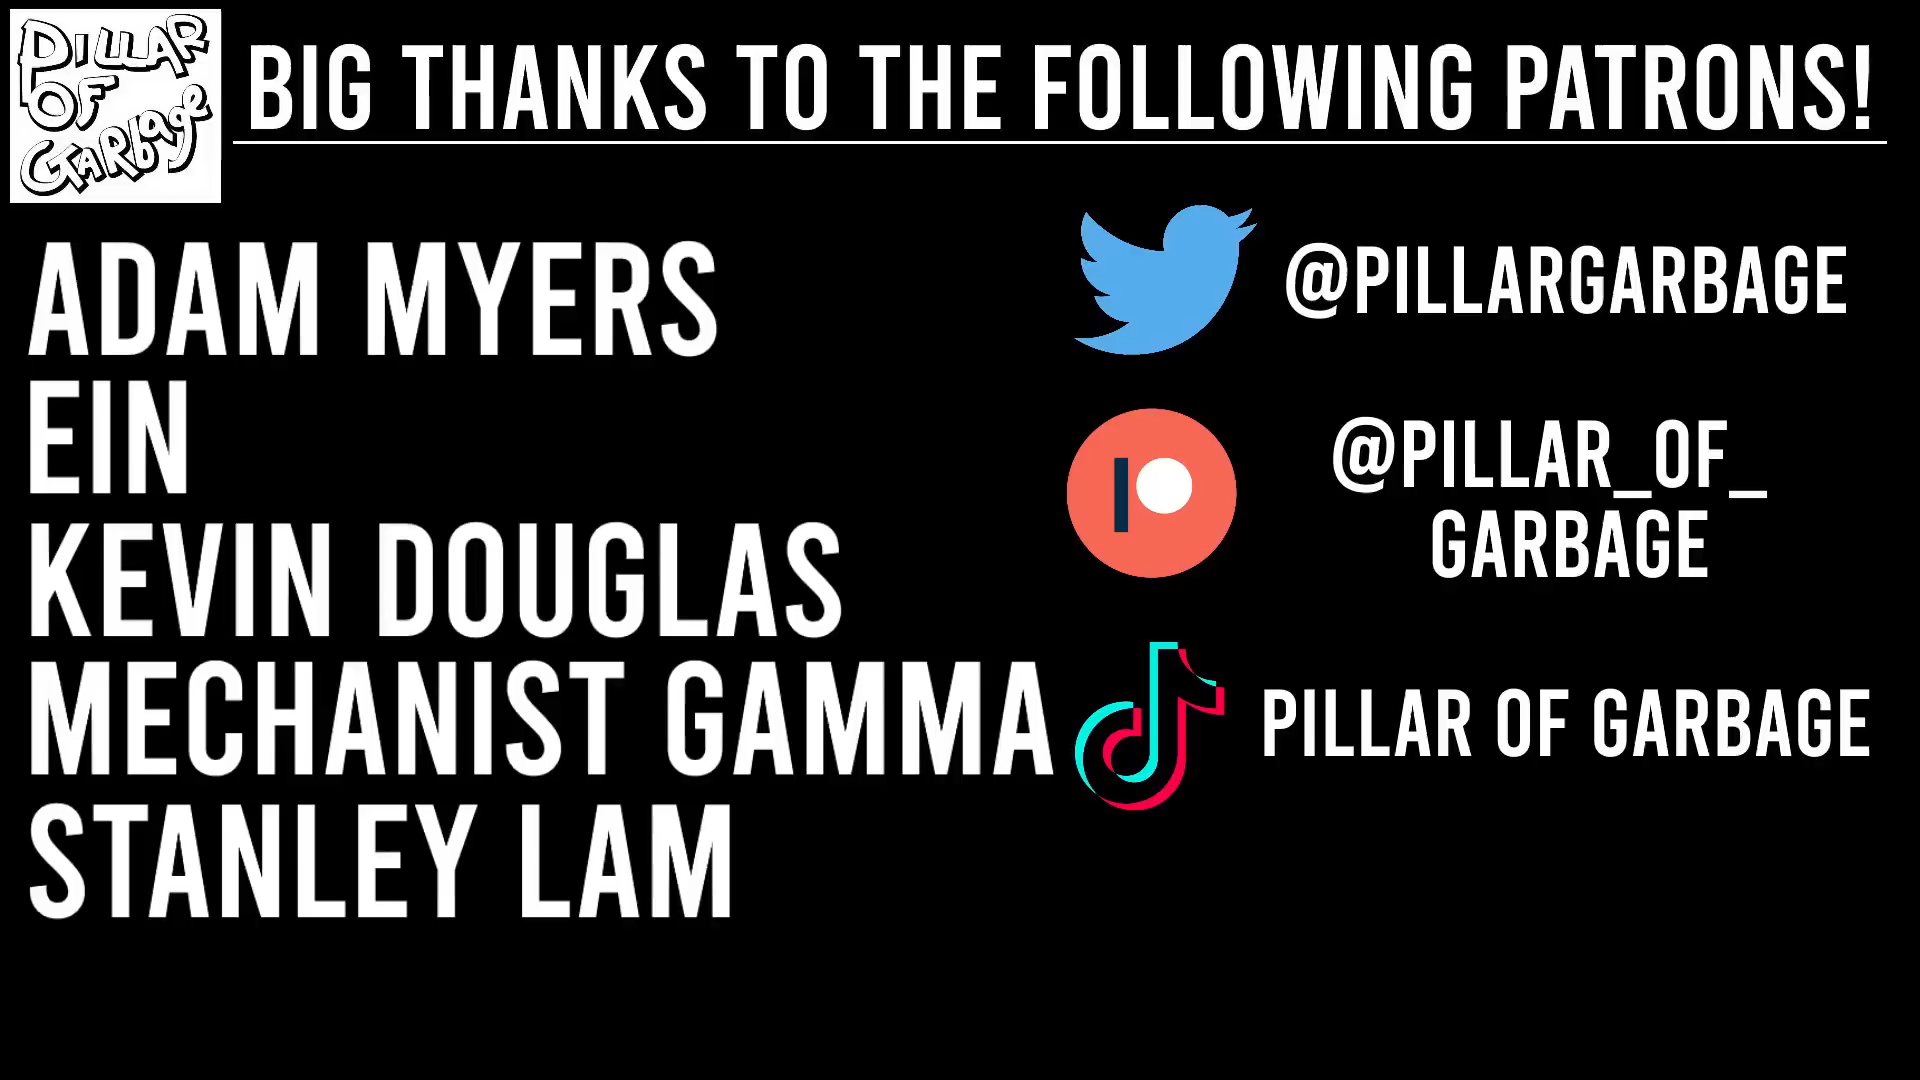 PILLAR
OF
GARbage
BIG THANKS TO THE FOLLOWING PATRONS!
ADAM MYERS
EIN
KEVIN DOUGLAS
MECHANIST GAMMA
STANLEY LAM
@PILLARGARBAGE
@PILLAR_OF_
GARBAGE
PILLAR OF GARBAGE